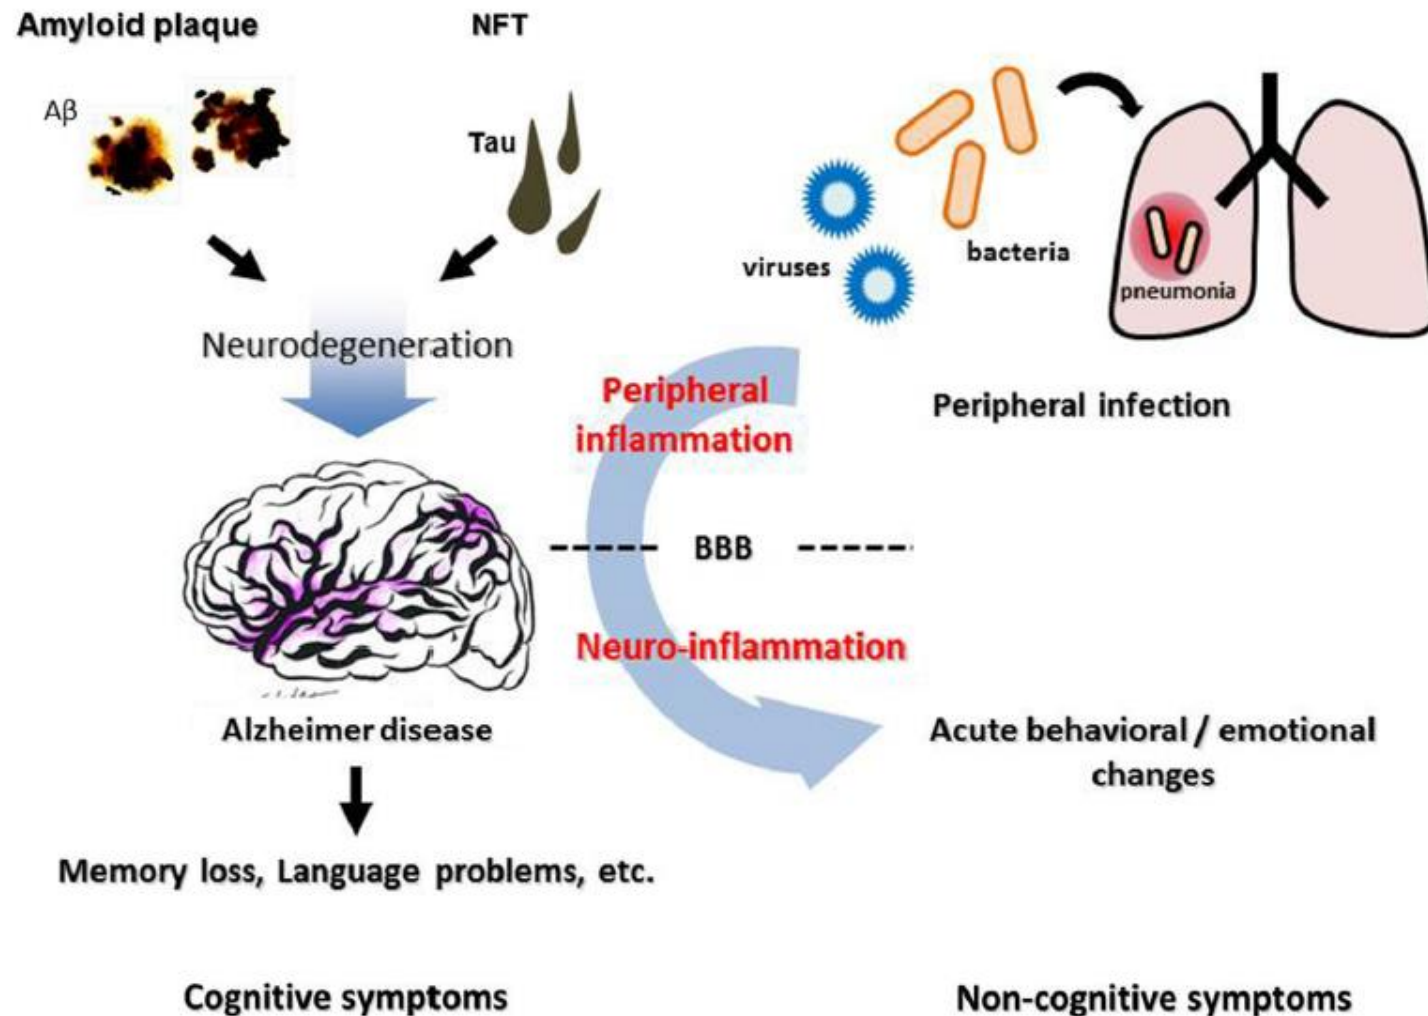 Amyloid plaque
NFT
Aβ
Tau
viruses
bacteria
pneumonia
Neurodegeneration
Peripheral
inflammation
Peripheral infection
BBB
Neuro-inflammation
Alzheimer disease
Acute behavioral / emotional
changes
Memory loss, Language problems, etc.
Cognitive symptoms
Non-cognitive symptoms